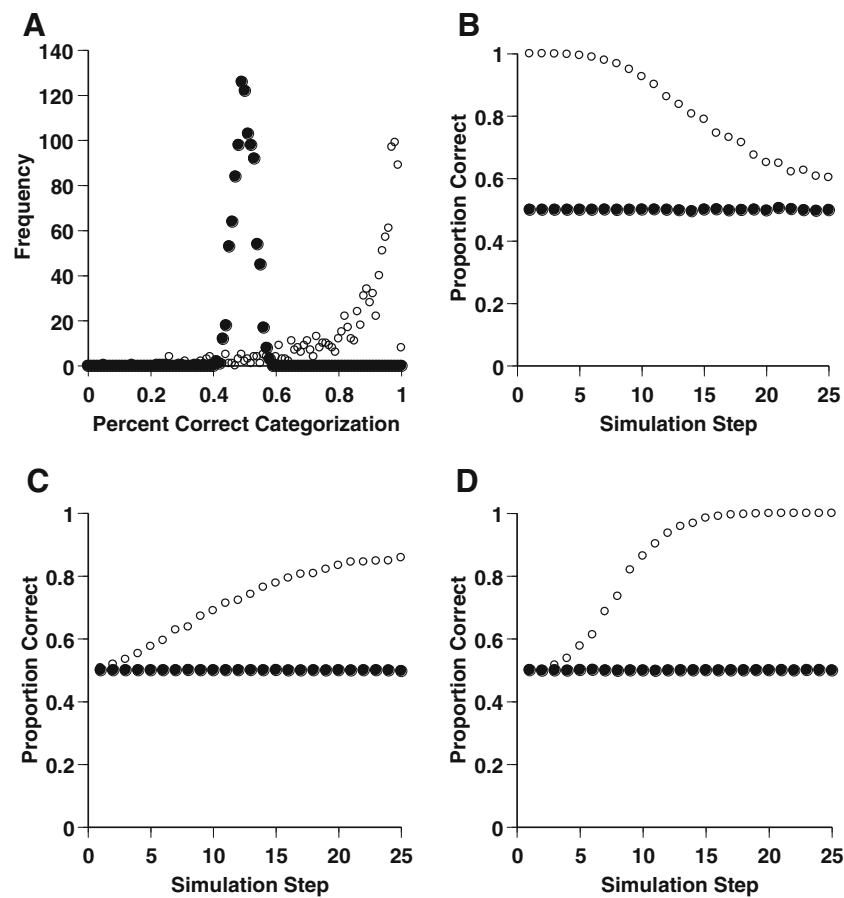 A
140
120
100
80
60
40
20
0
Frequency
0 0.2 0.4 0.6 0.8 1
Percent Correct Categorization
B
1
0.8
0.6
0.4
0.2
0
Proportion Correct
0 5 10 15 20 25
Simulation Step
C
1
0.8
0.6
0.4
0.2
0
Proportion Correct
0 5 10 15 20 25
Simulation Step
D
1
0.8
0.6
0.4
0.2
0
Proportion Correct
0 5 10 15 20 25
Simulation Step